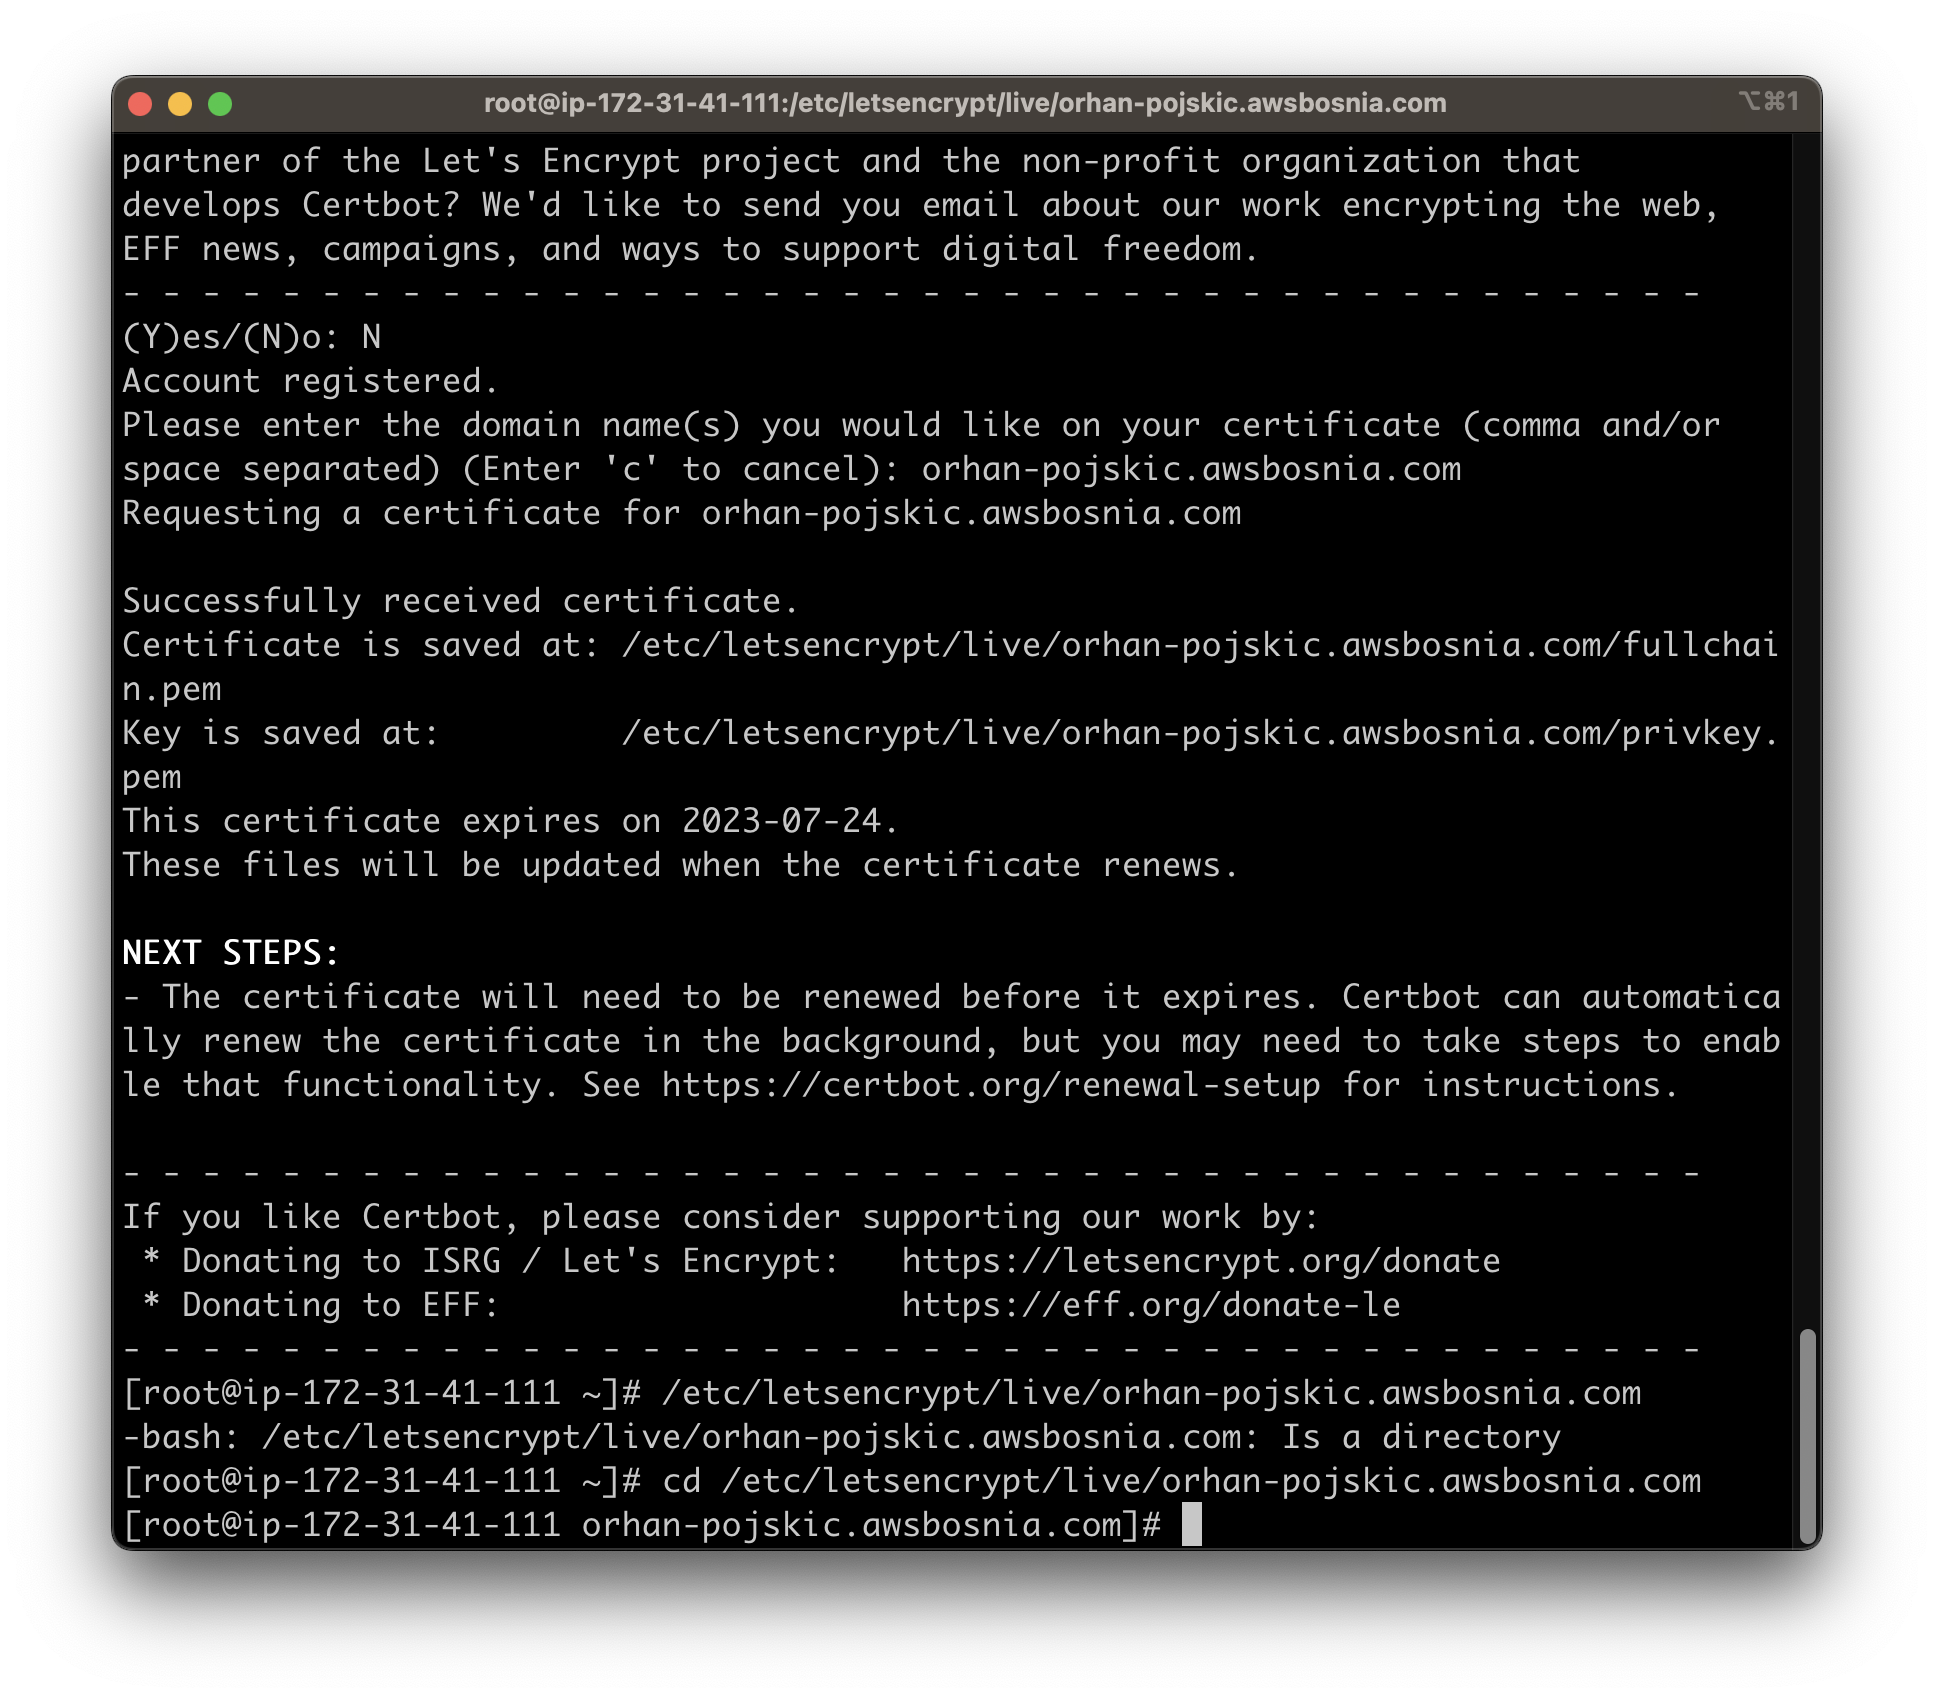 root@ip-172-31-41-111:/etc/letsencrypt/live/orhan-pojskic.awsbosnia.com ⌥⌘1
partner of the Let's Encrypt project and the non-profit organization that
develops Certbot? We'd like to send you email about our work encrypting the web,
EFF news, campaigns, and ways to support digital freedom.
- - - - - - - - - - - - - - - - - - - - - - - - - - - - - - - - - - - - - - - -
(Y)es/(N)o: N
Account registered.
Please enter the domain name(s) you would like on your certificate (comma and/or
space separated) (Enter 'c' to cancel): orhan-pojskic.awsbosnia.com
Requesting a certificate for orhan-pojskic.awsbosnia.com
Successfully received certificate.
Certificate is saved at: /etc/letsencrypt/live/orhan-pojskic.awsbosnia.com/fullchai
n.pem
Key is saved at:         /etc/letsencrypt/live/orhan-pojskic.awsbosnia.com/privkey.
pem
This certificate expires on 2023-07-24.
These files will be updated when the certificate renews.
NEXT STEPS:
- The certificate will need to be renewed before it expires. Certbot can automatica
lly renew the certificate in the background, but you may need to take steps to enab
le that functionality. See https://certbot.org/renewal-setup for instructions.
- - - - - - - - - - - - - - - - - - - - - - - - - - - - - - - - - - - - - - - -
If you like Certbot, please consider supporting our work by:
 * Donating to ISRG / Let's Encrypt:   https://letsencrypt.org/donate
 * Donating to EFF:                    https://eff.org/donate-le
- - - - - - - - - - - - - - - - - - - - - - - - - - - - - - - - - - - - - - - -
[root@ip-172-31-41-111 ~]# /etc/letsencrypt/live/orhan-pojskic.awsbosnia.com
-bash: /etc/letsencrypt/live/orhan-pojskic.awsbosnia.com: Is a directory
[root@ip-172-31-41-111 ~]# cd /etc/letsencrypt/live/orhan-pojskic.awsbosnia.com
[root@ip-172-31-41-111 orhan-pojskic.awsbosnia.com]#